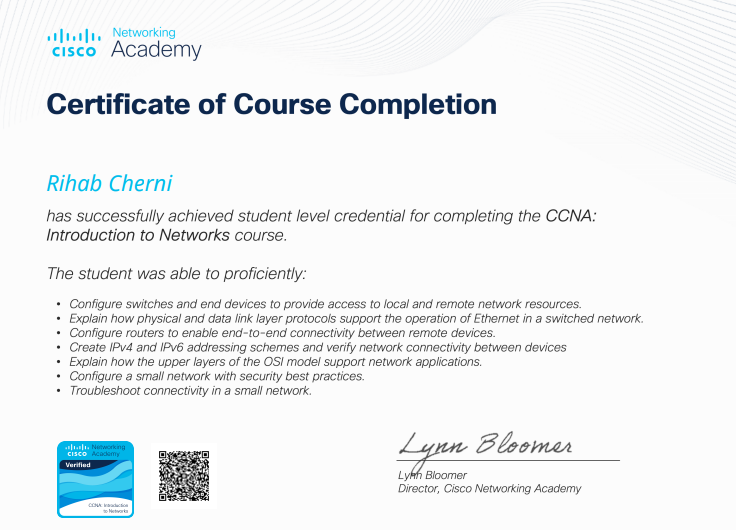 Networking
CISCO Academy
Certificate of Course Completion
Rihab Cherni
has successfully achieved student level credential for completing the CCNA:
Introduction to Networks course.
The student was able to proficiently:
• Configure switches and end devices to provide access to local and remote network resources.
• Explain how physical and data link layer protocols support the operation of Ethernet in a switched network.
• Configure routers to enable end-to-end connectivity between remote devices.
• Create IPv4 and IPv6 addressing schemes and verify network connectivity between devices
• Explain how the upper layers of the OSI model support network applications.
• Configure a small network with security best practices.
• Troubleshoot connectivity in a small network.
Networking
CISCO Academy
Verified
CCNA: Introduction
to Networks
Lynn Bloomer
Lynn Bloomer
Director, Cisco Networking Academy